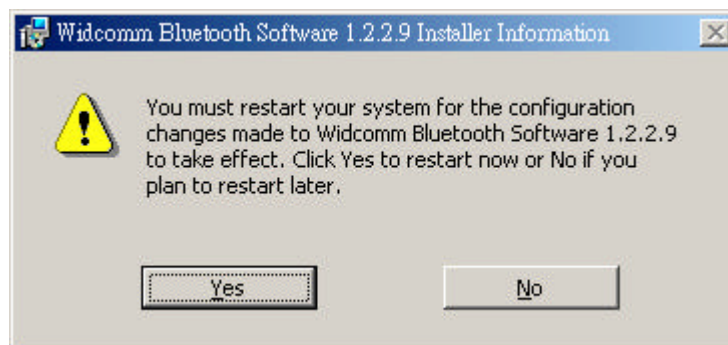 Widcomm Bluetooth Software 1.2.2.9 Installer Information
You must restart your system for the configuration
changes made to Widcomm Bluetooth Software 1.2.2.9
to take effect. Click Yes to restart now or No if you
plan to restart later.
Yes
No